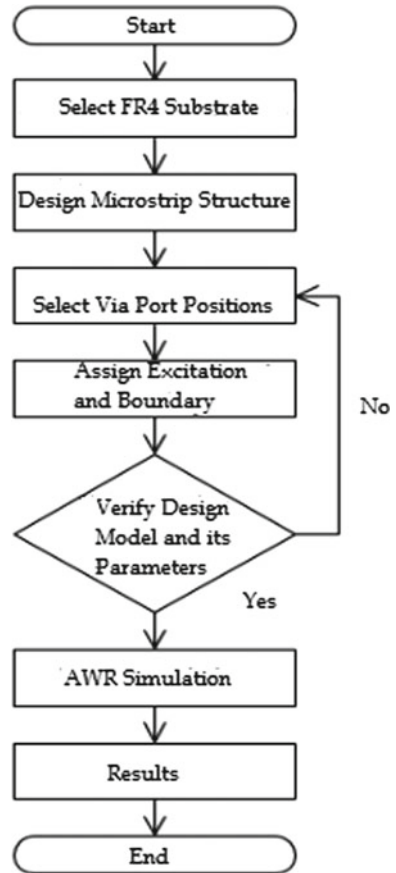 Start
Select FR4 Substrate
Design Microstrip Structure
Select Via Port Positions
Assign Excitation
and Boundary
No
Verify Design
Model and its
Parameters
Yes
AWR Simulation
Results
End